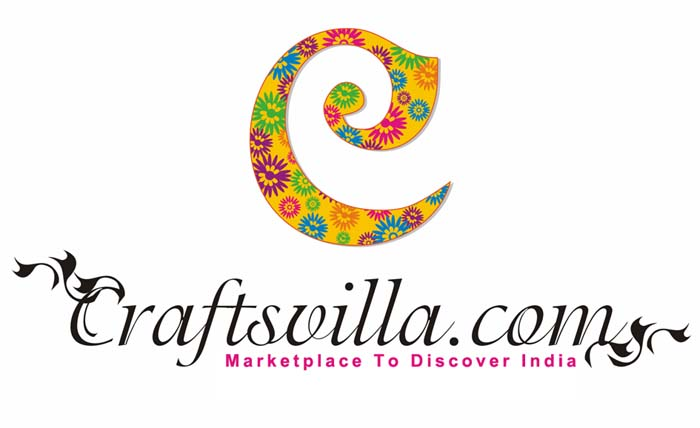 Craftsvilla.com
Marketplace To Discover India